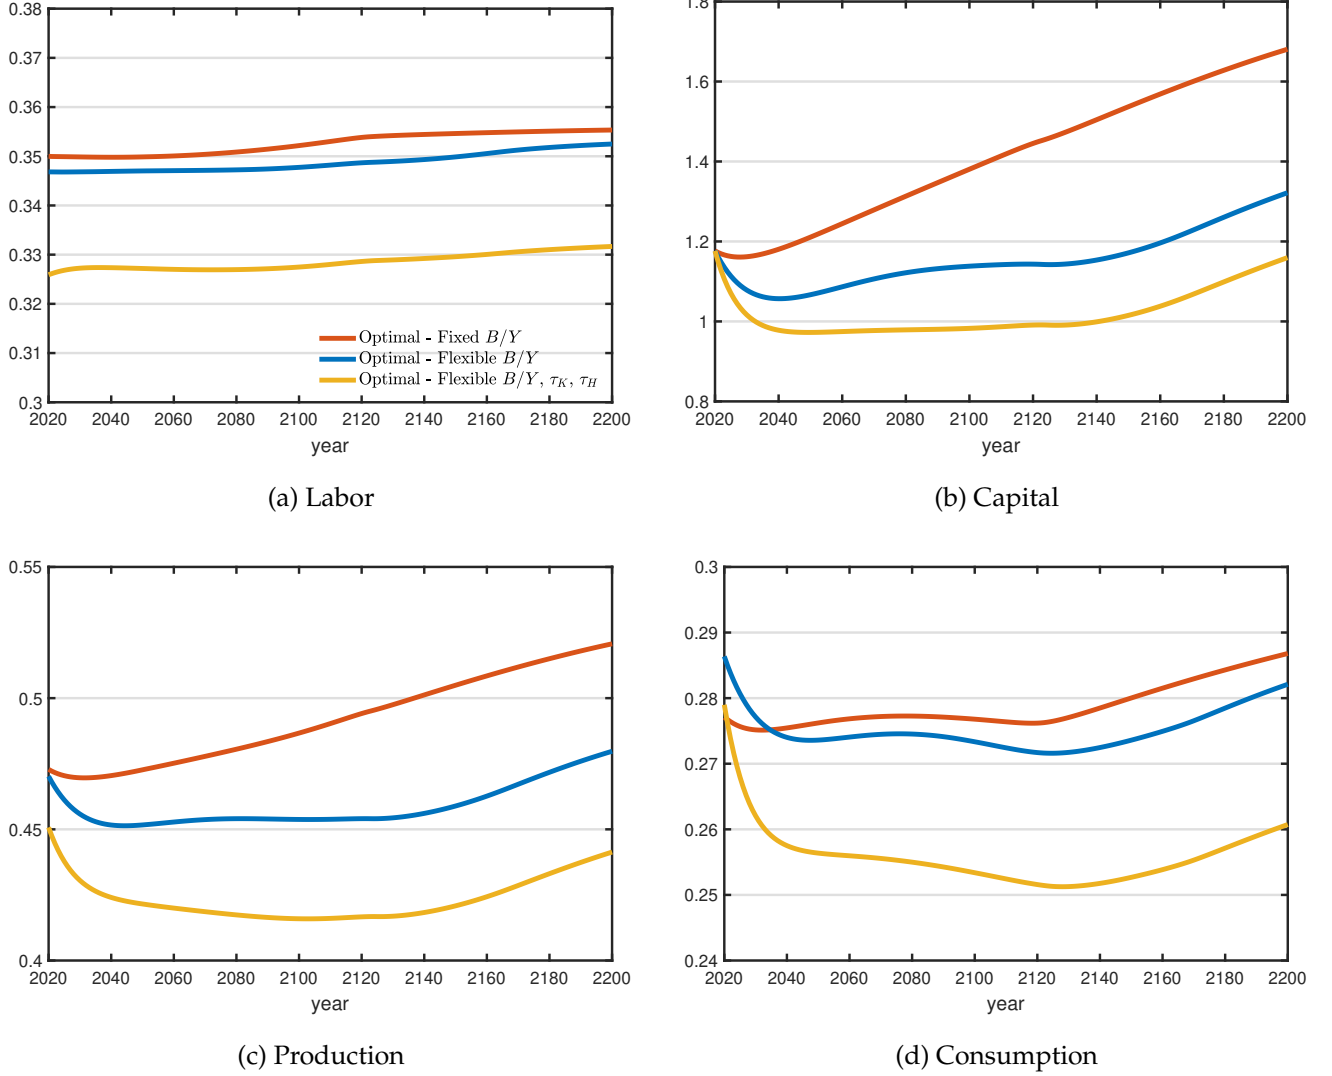 0.38
0.37
0.36
0.35
0.34
0.33
0.32
0.31
0.3
Optimal - Fixed B/Y
Optimal - Flexible B/Y
Optimal - Flexible B/Y, τ_K, τ_H
2020 2040 2060 2080 2100 2120 2140 2160 2180 2200
year
(a) Labor
1.8
1.6
1.4
1.2
1
0.8
2020 2040 2060 2080 2100 2120 2140 2160 2180 2200
year
(b) Capital
0.55
0.5
0.45
0.4
2020 2040 2060 2080 2100 2120 2140 2160 2180 2200
year
(c) Production
0.3
0.29
0.28
0.27
0.26
0.25
0.24
2020 2040 2060 2080 2100 2120 2140 2160 2180 2200
year
(d) Consumption